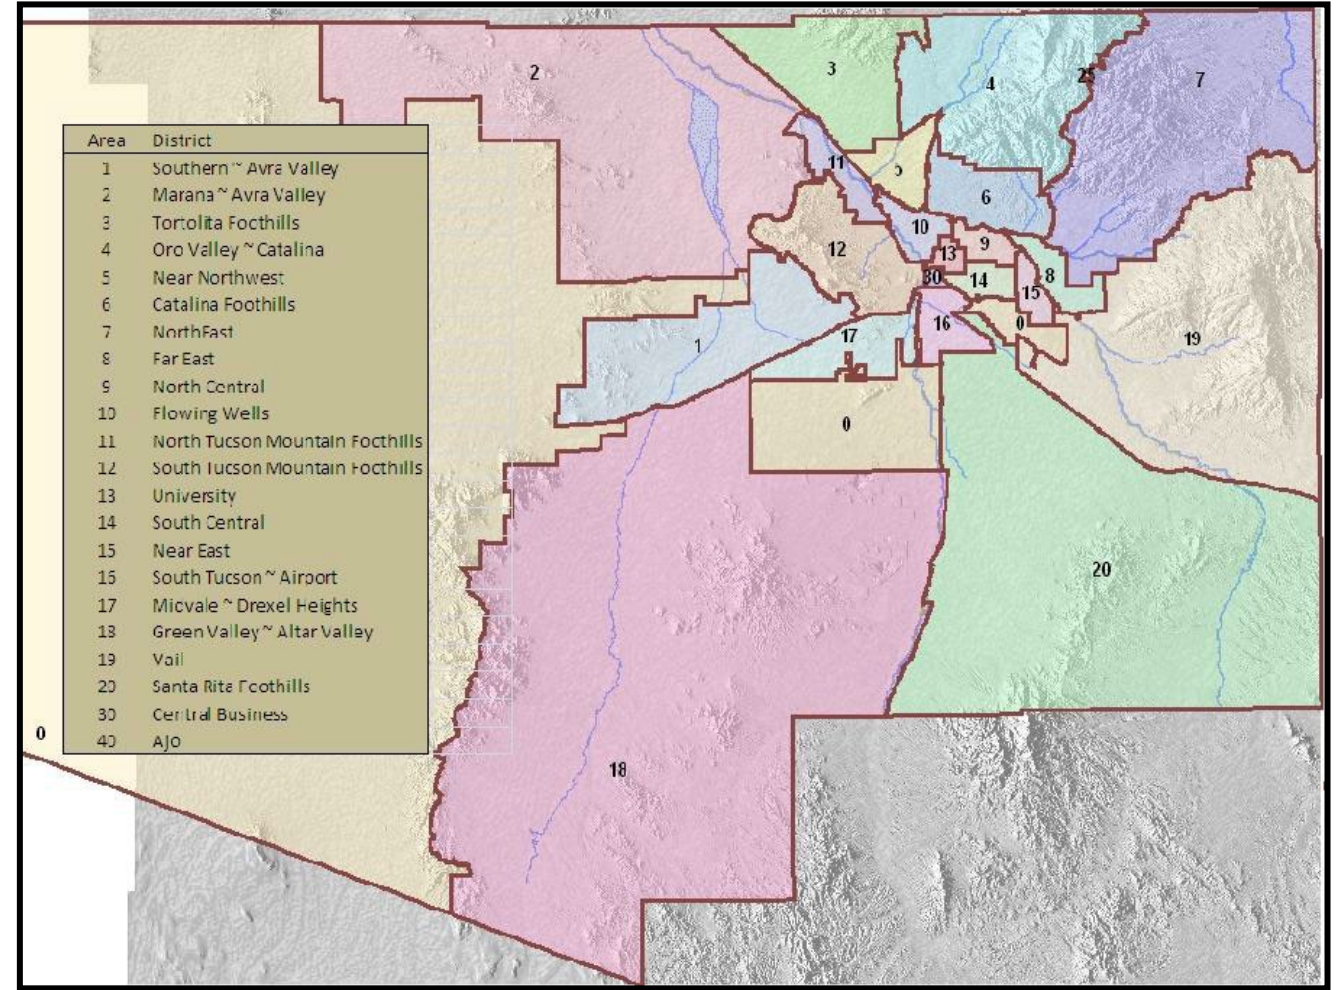 Area District
1 Southern ~ Avra Valley
2 Marana ~ Avra Valley
3 Tortolita Foothills
4 Oro Valley ~ Catalina
5 Near Northwest
6 Catalina Foothills
7 NorthEast
8 Far East
9 North Central
10 Flowing Wells
11 North Tucson Mountain Foothills
12 South Tucson Mountain Foothills
13 University
14 South Central
15 Near East
16 South Tucson ~ Airport
17 Midvale ~ Drexel Heights
18 Green Valley ~ Altar Valley
19 Vail
20 Santa Rita Foothills
30 Central Business
40 Ajo
2
3
4
25
7
11
5
6
10
12
9
13
30
14
8
15
16
0
17
1
19
0
20
0
18